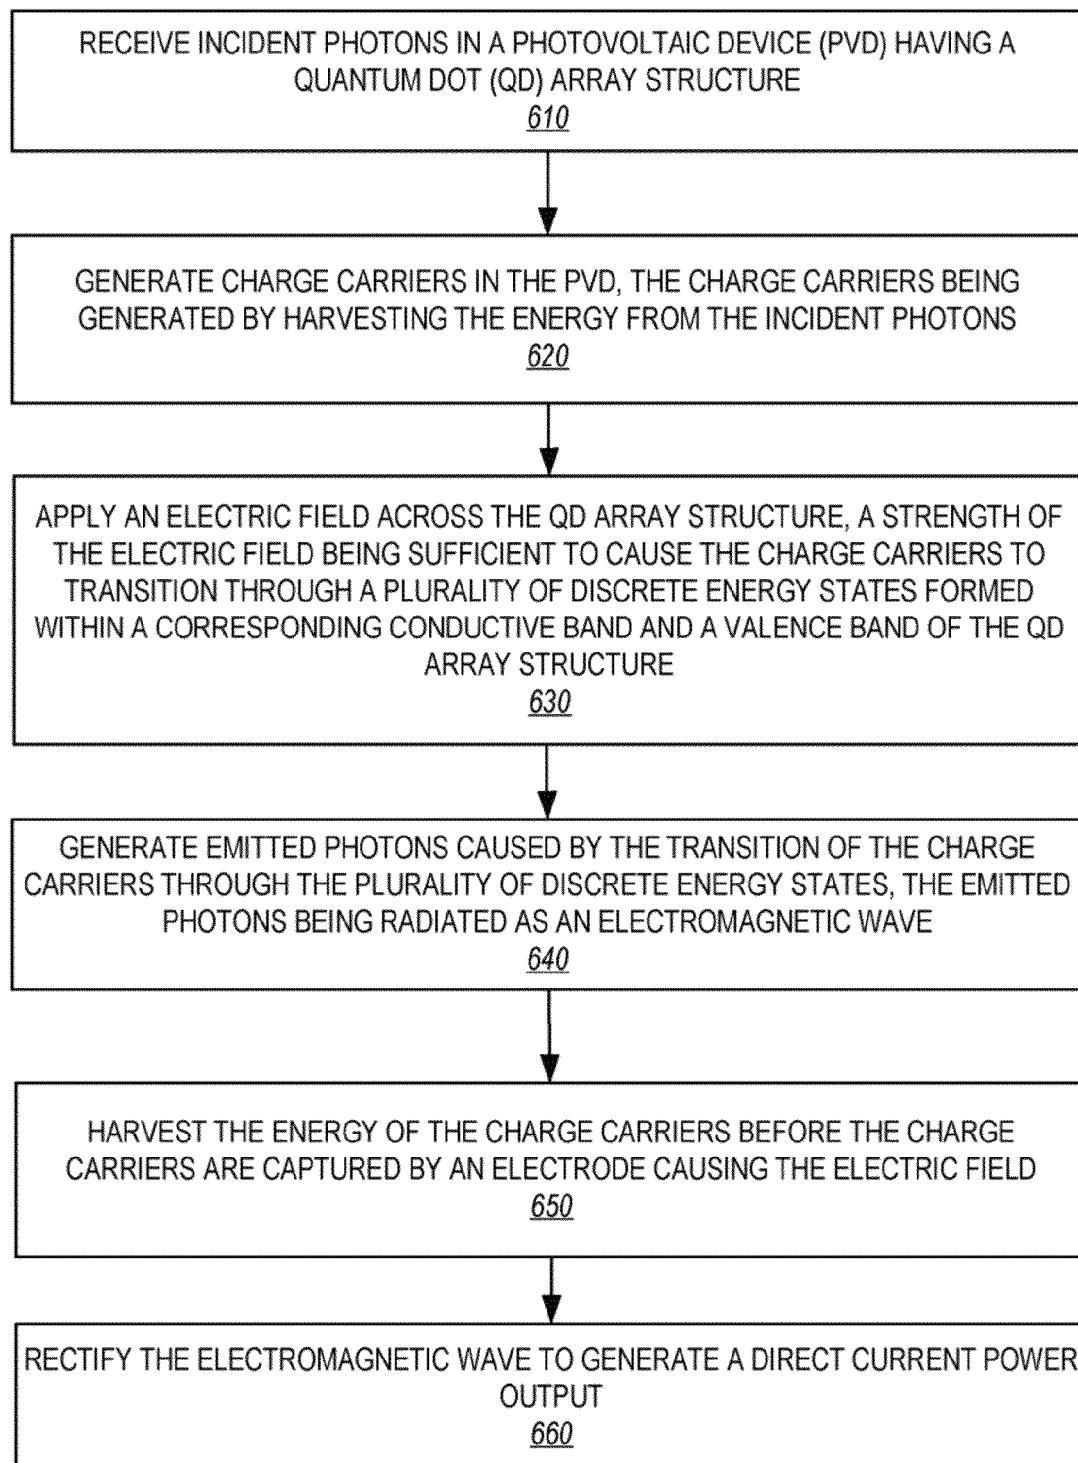 RECEIVE INCIDENT PHOTONS IN A PHOTOVOLTAIC DEVICE (PVD) HAVING A
QUANTUM DOT (QD) ARRAY STRUCTURE
610
GENERATE CHARGE CARRIERS IN THE PVD, THE CHARGE CARRIERS BEING
GENERATED BY HARVESTING THE ENERGY FROM THE INCIDENT PHOTONS
620
APPLY AN ELECTRIC FIELD ACROSS THE QD ARRAY STRUCTURE, A STRENGTH OF
THE ELECTRIC FIELD BEING SUFFICIENT TO CAUSE THE CHARGE CARRIERS TO
TRANSITION THROUGH A PLURALITY OF DISCRETE ENERGY STATES FORMED
WITHIN A CORRESPONDING CONDUCTIVE BAND AND A VALENCE BAND OF THE QD
ARRAY STRUCTURE
630
GENERATE EMITTED PHOTONS CAUSED BY THE TRANSITION OF THE CHARGE
CARRIERS THROUGH THE PLURALITY OF DISCRETE ENERGY STATES, THE EMITTED
PHOTONS BEING RADIATED AS AN ELECTROMAGNETIC WAVE
640
HARVEST THE ENERGY OF THE CHARGE CARRIERS BEFORE THE CHARGE
CARRIERS ARE CAPTURED BY AN ELECTRODE CAUSING THE ELECTRIC FIELD
650
RECTIFY THE ELECTROMAGNETIC WAVE TO GENERATE A DIRECT CURRENT POWER
OUTPUT
660